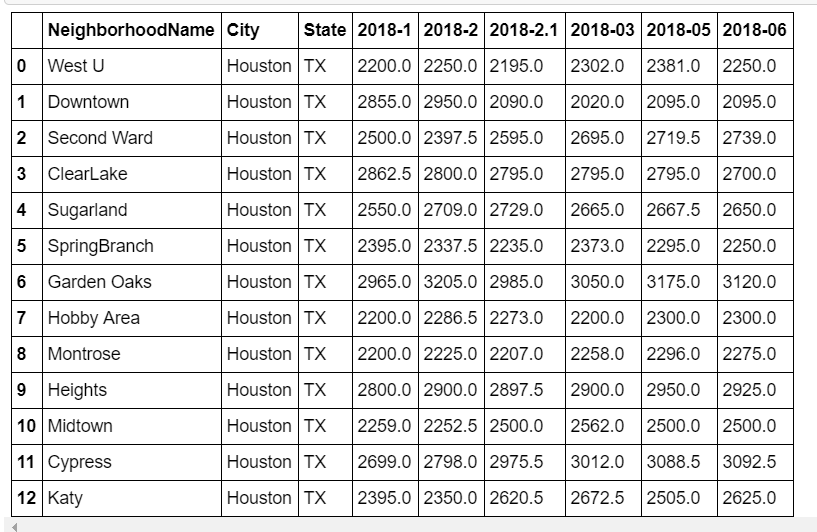 NeighborhoodName City State 2018-1 2018-2 2018-2.1 2018-03 2018-05 2018-06
0 West U Houston TX 2200.0 2250.0 2195.0 2302.0 2381.0 2250.0
1 Downtown Houston TX 2855.0 2950.0 2090.0 2020.0 2095.0 2095.0
2 Second Ward Houston TX 2500.0 2397.5 2595.0 2695.0 2719.5 2739.0
3 ClearLake Houston TX 2862.5 2800.0 2795.0 2795.0 2795.0 2700.0
4 Sugarland Houston TX 2550.0 2709.0 2729.0 2665.0 2667.5 2650.0
5 SpringBranch Houston TX 2395.0 2337.5 2235.0 2373.0 2295.0 2250.0
6 Garden Oaks Houston TX 2965.0 3205.0 2985.0 3050.0 3175.0 3120.0
7 Hobby Area Houston TX 2200.0 2286.5 2273.0 2200.0 2300.0 2300.0
8 Montrose Houston TX 2200.0 2225.0 2207.0 2258.0 2296.0 2275.0
9 Heights Houston TX 2800.0 2900.0 2897.5 2900.0 2950.0 2925.0
10 Midtown Houston TX 2259.0 2252.5 2500.0 2562.0 2500.0 2500.0
11 Cypress Houston TX 2699.0 2798.0 2975.5 3012.0 3088.5 3092.5
12 Katy Houston TX 2395.0 2350.0 2620.5 2672.5 2505.0 2625.0